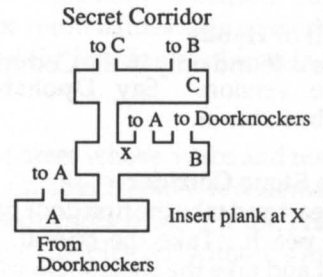 Secret Corridor
to C to B
C
to A to Doorknockers
X
B
to A
A
Insert plank at X
From
Doorknockers